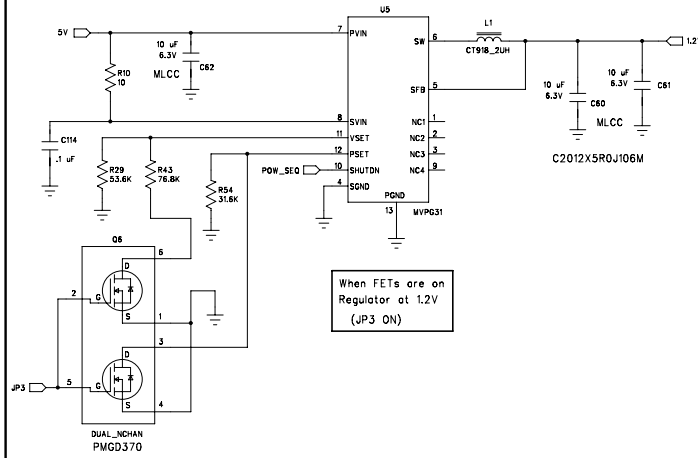 U5
5V
10 uF
6.3V
C62
MLCC
R10
10
7
PVIN
SW
6
L1
CT918_2UH
1.2
SFB
5
10 uF
6.3V
C60
10 uF
6.3V
C61
MLCC
C2012X5R0J106M
C114
.1 uF
8
SVIN
11
VSET
12
PSET
POW_SEQ
10
SHUTDN
4
SGND
NC1
1
NC2
2
NC3
3
NC4
9
PGND
13
MVPG31
R29
53.6K
R43
76.8K
R54
31.6K
Q6
6
D
2
G
S
1
3
D
JP3
5
G
S
4
DUAL_NCHAN
PMGD370
When FETs are on
Regulator at 1.2V
(JP3 ON)